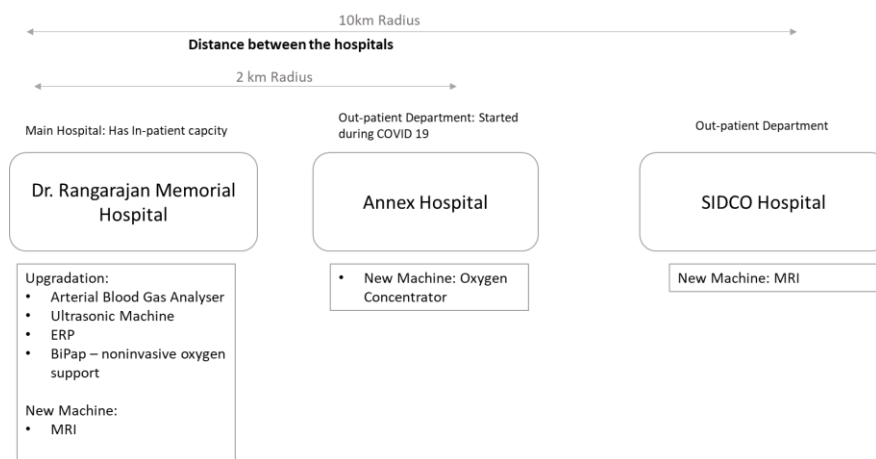 10km Radius
Distance between the hospitals
2 km Radius
Main Hospital: Has In-patient capcity
Out-patient Department: Started
during COVID 19
Out-patient Department
Dr. Rangarajan Memorial
Hospital
Annex Hospital
SIDCO Hospital
Upgradation:
• Arterial Blood Gas Analyser
• Ultrasonic Machine
• ERP
• BiPap – noninvasive oxygen
support
New Machine:
• MRI
• New Machine: Oxygen
Concentrator
New Machine: MRI